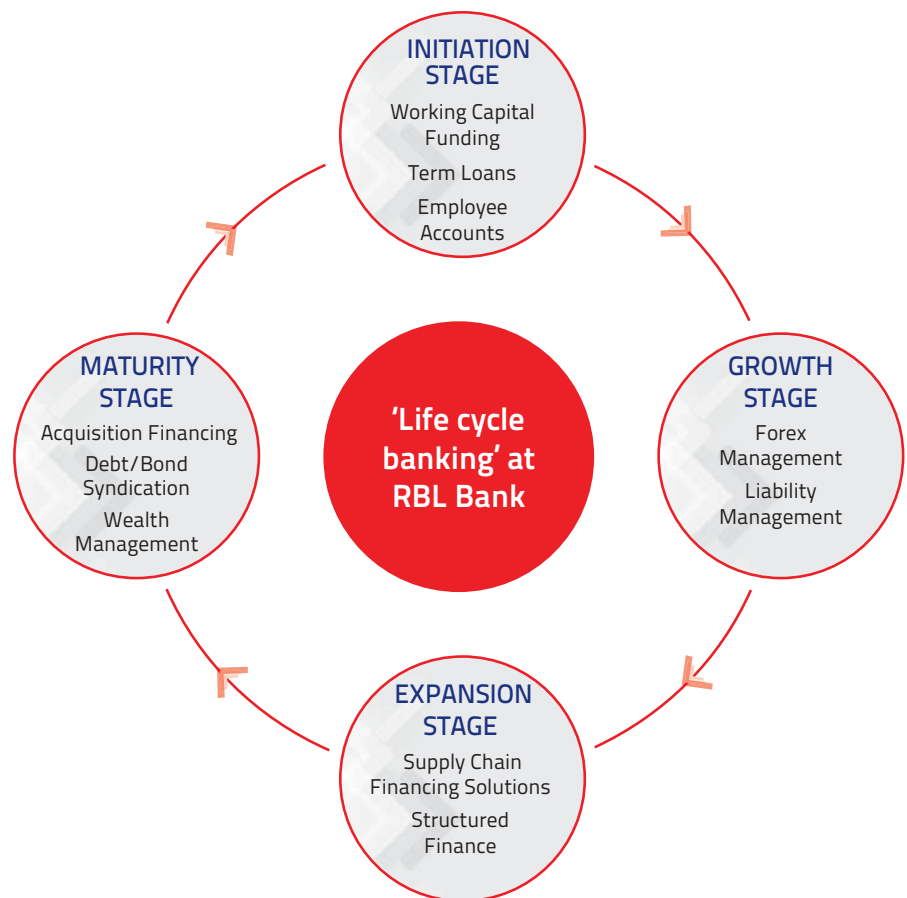 INITIATION
STAGE
Working Capital
Funding
Term Loans
Employee
Accounts
MATURITY
STAGE
Acquisition Financing
Debt/Bond
Syndication
Wealth
Management
'Life cycle
banking' at
RBL Bank
GROWTH
STAGE
Forex
Management
Liability
Management
EXPANSION
STAGE
Supply Chain
Financing Solutions
Structured
Finance